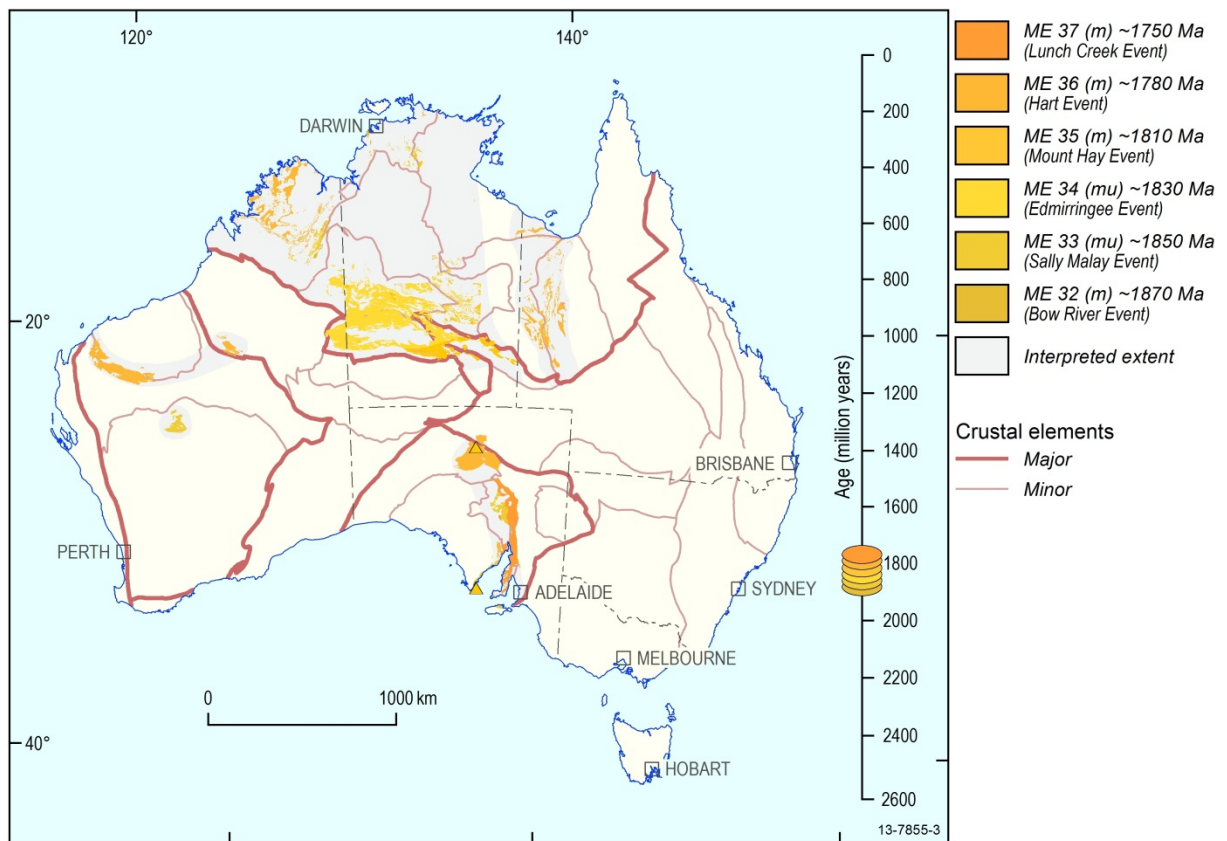 120°
140°
20°
40°
DARWIN
PERTH
ADELAIDE
BRISBANE
SYDNEY
MELBOURNE
HOBART
0
1000 km
Age (million years)
0
200
400
600
800
1000
1200
1400
1600
1800
2000
2200
2400
2600
13-7855-3
ME 37 (m) ~1750 Ma
(Lunch Creek Event)
ME 36 (m) ~1780 Ma
(Hart Event)
ME 35 (m) ~1810 Ma
(Mount Hay Event)
ME 34 (mu) ~1830 Ma
(Edmirringee Event)
ME 33 (mu) ~1850 Ma
(Sally Malay Event)
ME 32 (m) ~1870 Ma
(Bow River Event)
Interpreted extent
Crustal elements
Major
Minor